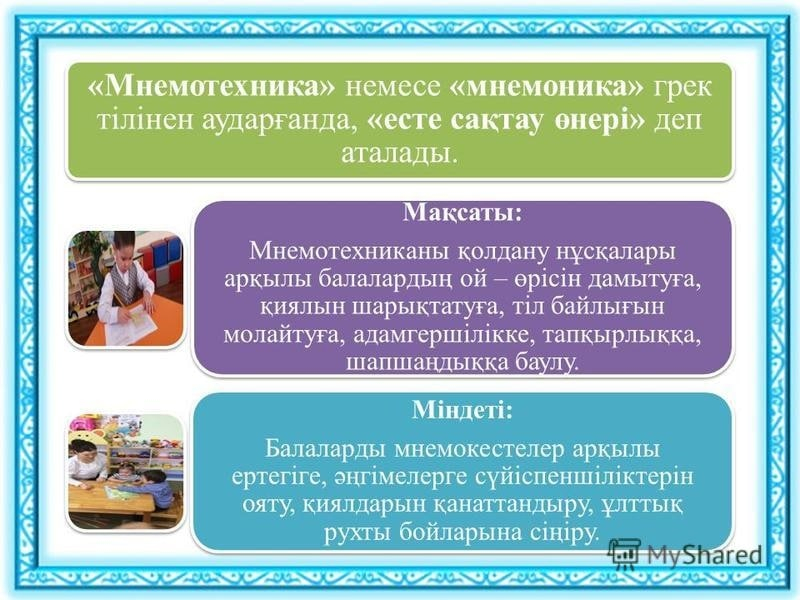 «Мнемотехника» немесе «мнемоника» грек
тілінен аударғанда, «есте сақтау өнері» деп
аталады.
Мақсаты:
Мнемотехниканы қолдану нұсқалары
арқылы балалардың ой – өрісін дамытуға,
қиялын шарықтатуға, тіл байлығын
молайтуға, адамгершілікке, тапқырлыққа,
шапшаңдыққа баулу.
Міндеті:
Балаларды мнемокестелер арқылы
ертегіге, әңгімелерге сүйіспеншіліктерін
ояту, қиялдарын қанаттандыру, ұлттық
рухты бойларына сіңіру.
MyShared